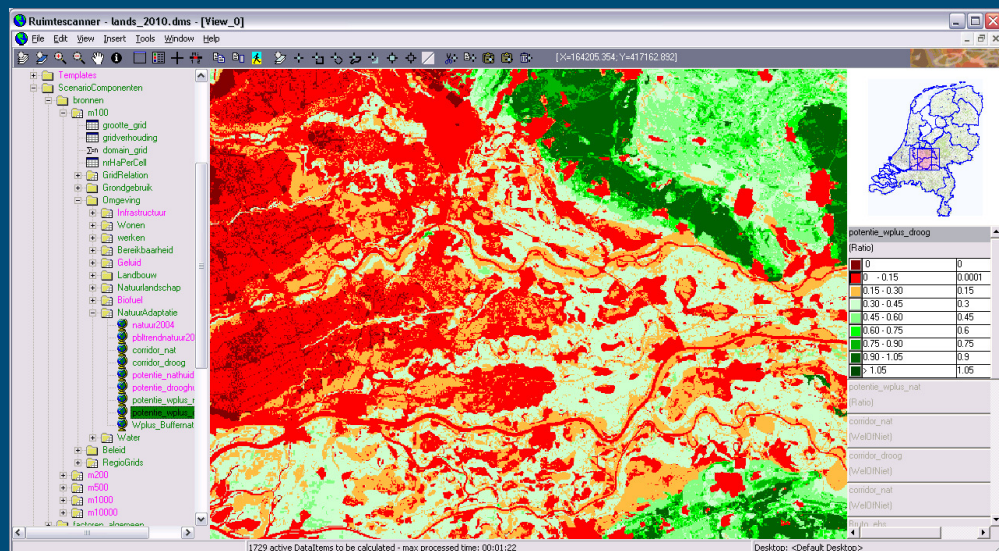 Ruimtescanner - lands_2010.dms - [View_0]
File Edit View Insert Tools Window Help
[X=164205.354; Y=417162.892]
Templates
ScenarioComponenten
bronnen
m100
grootte_grid
gridverhouding
Σ=n domain_grid
nrHaPerCell
GridRelation
Grondgebruik
Omgeving
Infrastructuur
Wonen
werken
Bereikbaarheid
Geluid
Landbouw
Natuurlandschap
Biofuel
NatuurAdaptatie
natuur2004
pbltrendnatuur20
corridor_nat
corridor_droog
potentie_nathuid
potentie_drooghu
potentie_wplus_n
potentie_wplus_
Wplus_Buffernat
Water
Beleid
RegioGrids
m200
m500
m1000
m10000
factoren_algemeen
potentie_wplus_droog
(Ratio)
0 0
0 - 0.15 0.0001
0.15 - 0.30 0.15
0.30 - 0.45 0.3
0.45 - 0.60 0.45
0.60 - 0.75 0.6
0.75 - 0.90 0.75
0.90 - 1.05 0.9
> 1.05 1.05
potentie_wplus_nat
(Ratio)
corridor_nat
(WelOfNiet)
corridor_droog
(WelOfNiet)
corridor_nat
(WelOfNiet)
Bruto_ehs
1729 active DataItems to be calculated - max processed time: 00:01:22
Desktop: <Default Desktop>